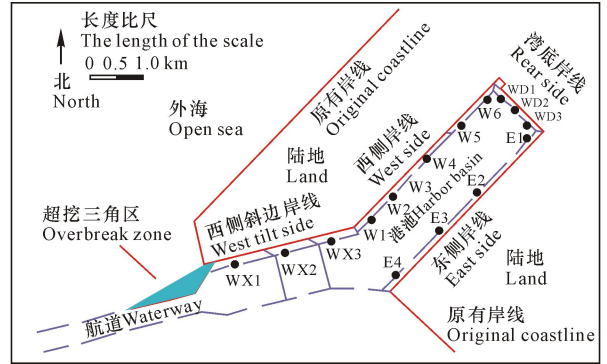 长度比尺
The length of the scale
0 0.5 1.0 km
北
North
外海
Open sea
原有岸线
Original coastline
陆地
Land
西侧岸线
West side
湾底岸线
Rear side
WD1
WD2
WD3
W6
W5
W4
W3
W2
W1
E1
E2
E3
E4
港池Harbor basin
西侧斜边岸线
West tilt side
WX1
WX2
WX3
超挖三角区
Overbreak zone
航道Waterway
东侧岸线
East side
陆地
Land
原有岸线
Original coastline